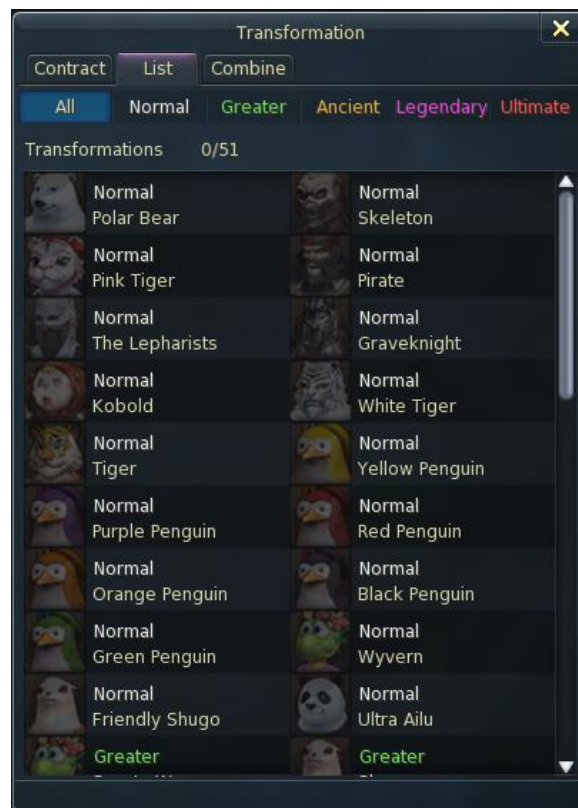 Transformation
Contract List Combine
All Normal Greater Ancient Legendary Ultimate
Transformations 0/51
Normal Normal
Polar Bear Skeleton
Normal Normal
Pink Tiger Pirate
Normal Normal
The Lepharists Graveknight
Normal Normal
Kobold White Tiger
Normal Normal
Tiger Yellow Penguin
Normal Normal
Purple Penguin Red Penguin
Normal Normal
Orange Penguin Black Penguin
Normal Normal
Green Penguin Wyvern
Normal Normal
Friendly Shugo Ultra Ailu
Greater Greater